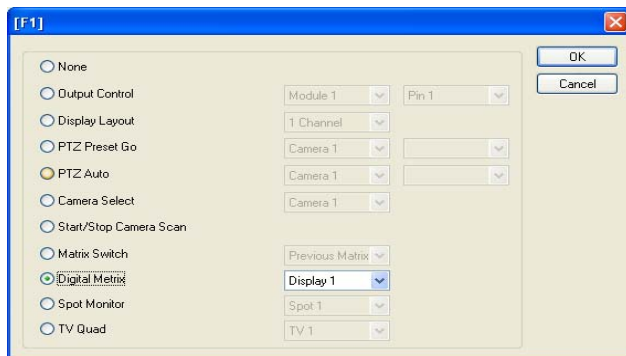 [F1]
OK
None
Cancel
Output Control Module 1 Pin 1
Display Layout 1 Channel
PTZ Preset Go Camera 1
PTZ Auto Camera 1
Camera Select Camera 1
Start/Stop Camera Scan
Matrix Switch Previous Matrix
Digital Metrix Display 1
Spot Monitor Spot 1
TV Quad TV 1